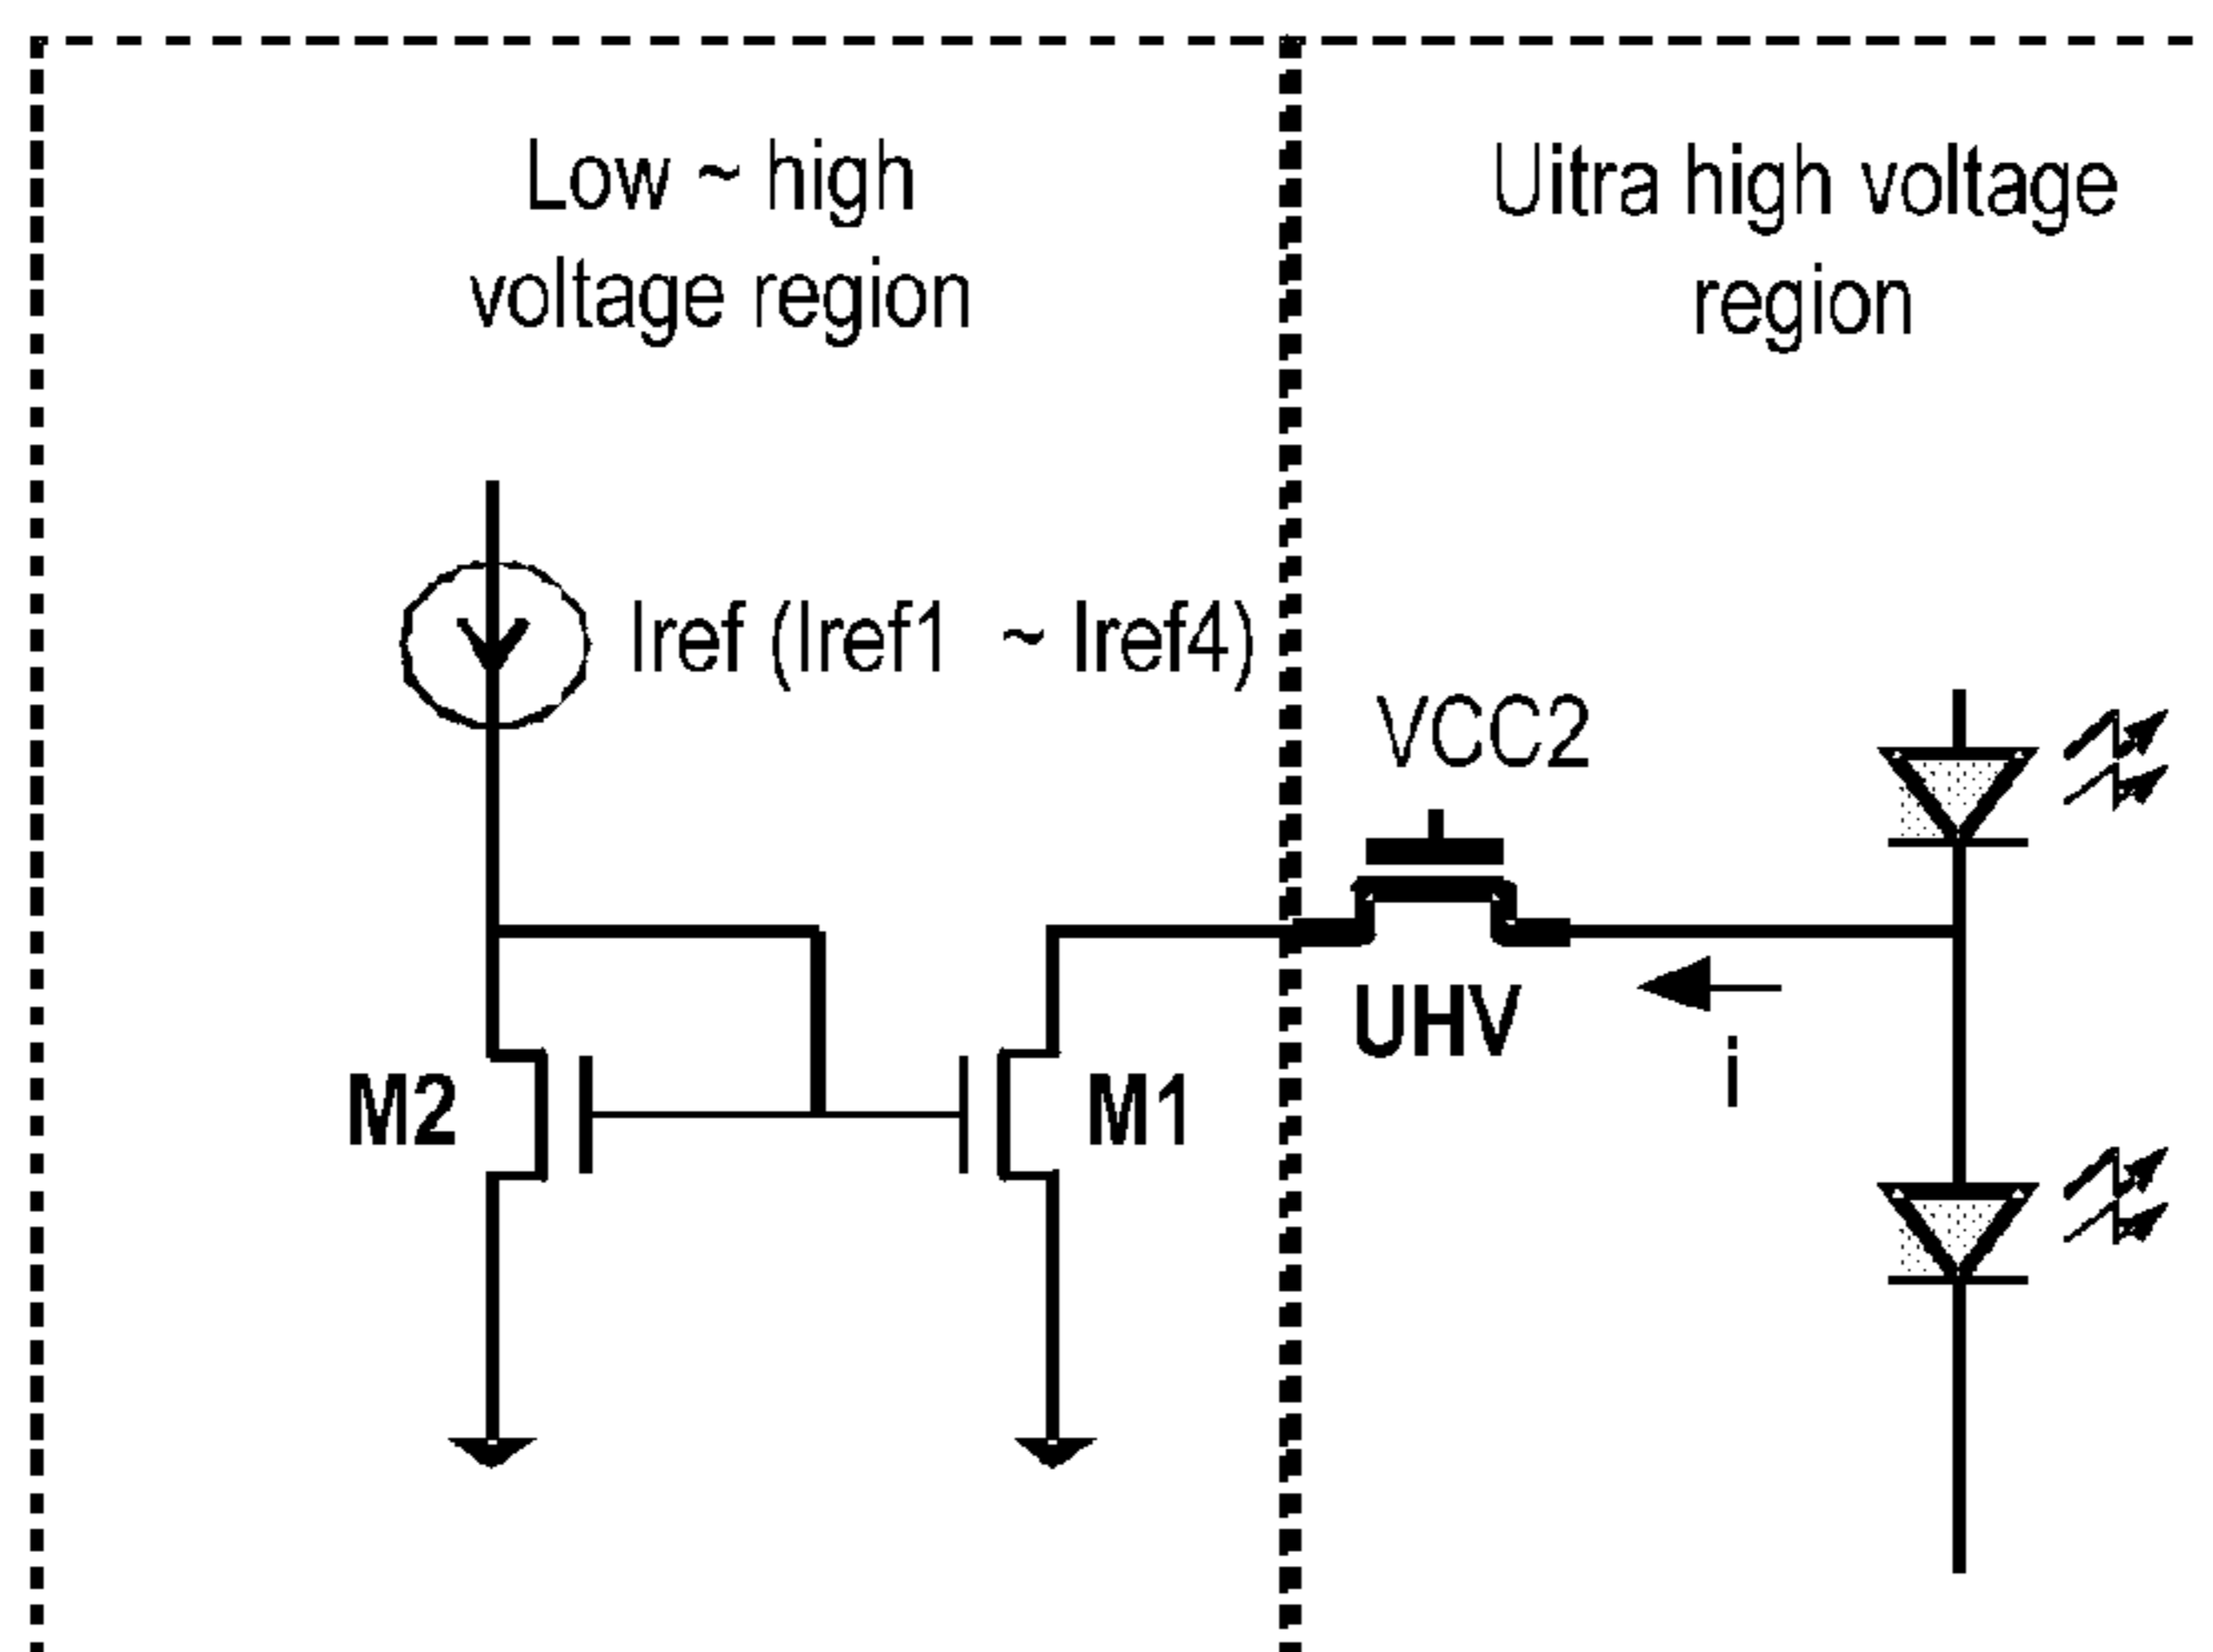 Low ~ high
voltage region
Uitra high voltage
region
Iref (Iref1 ~ Iref4)
VCC2
UHV
i
M2
M1